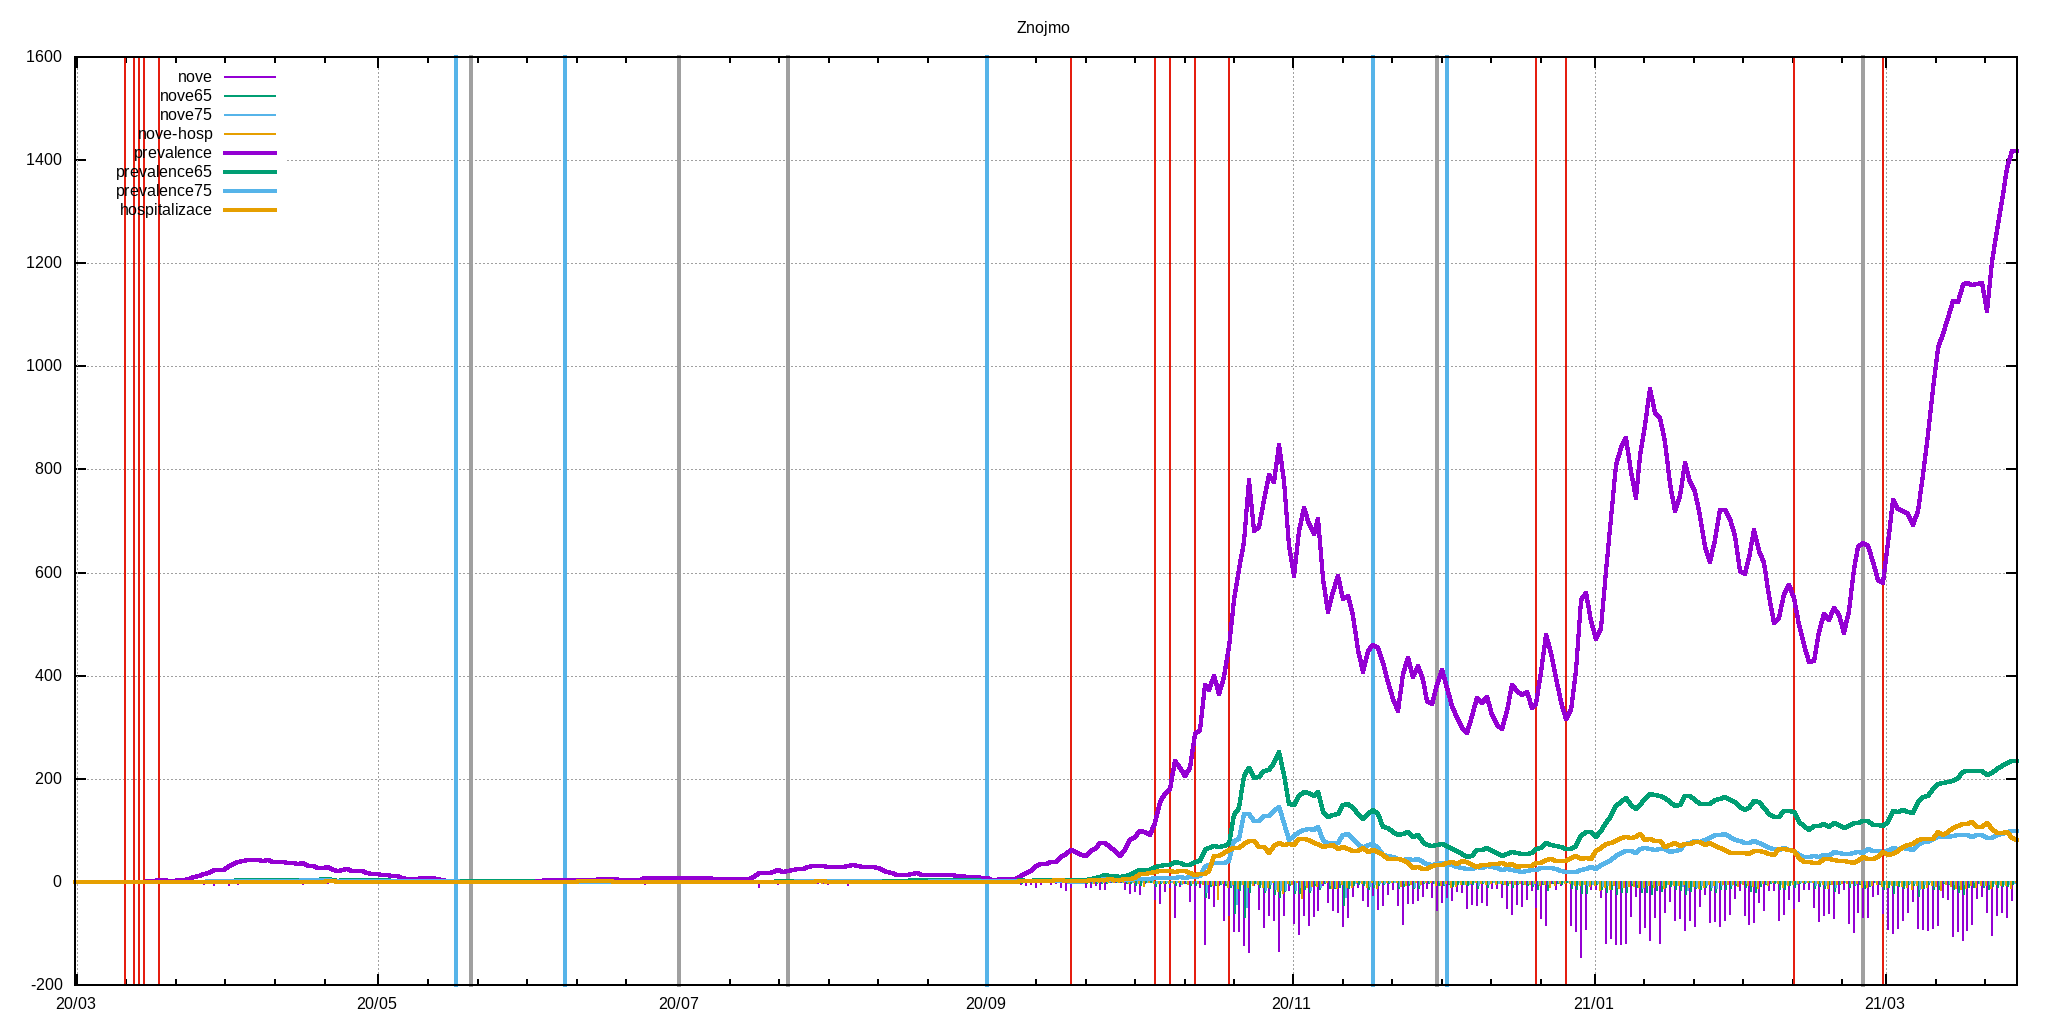 Znojmo
1600
1400
1200
1000
800
600
400
200
0
-200
nove
nove65
nove75
nove-hosp
prevalence
prevalence65
prevalence75
hospitalizace
20/03
20/05
20/07
20/09
20/11
21/01
21/03